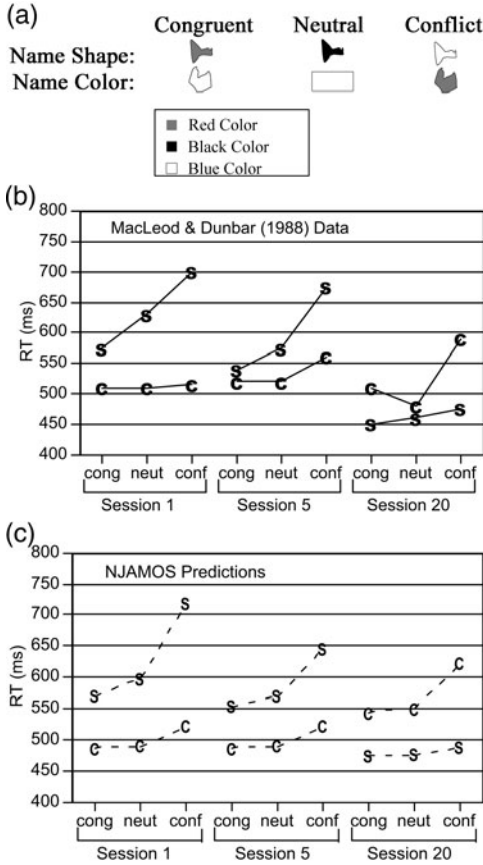 (a)
Congruent Neutral Conflict
Name Shape:
Name Color:
Red Color
Black Color
Blue Color
(b)
800
750
700
650
600
550
500
450
400
RT (ms)
MacLeod & Dunbar (1988) Data
S S S
C C C
S S S
C C C
C C C
S S S
cong neut conf cong neut conf cong neut conf
Session 1 Session 5 Session 20
(c)
800
750
700
650
600
550
500
450
400
RT (ms)
NJAMOS Predictions
S S S
C C C
S S S
C C C
C C C
S S S
cong neut conf cong neut conf cong neut conf
Session 1 Session 5 Session 20